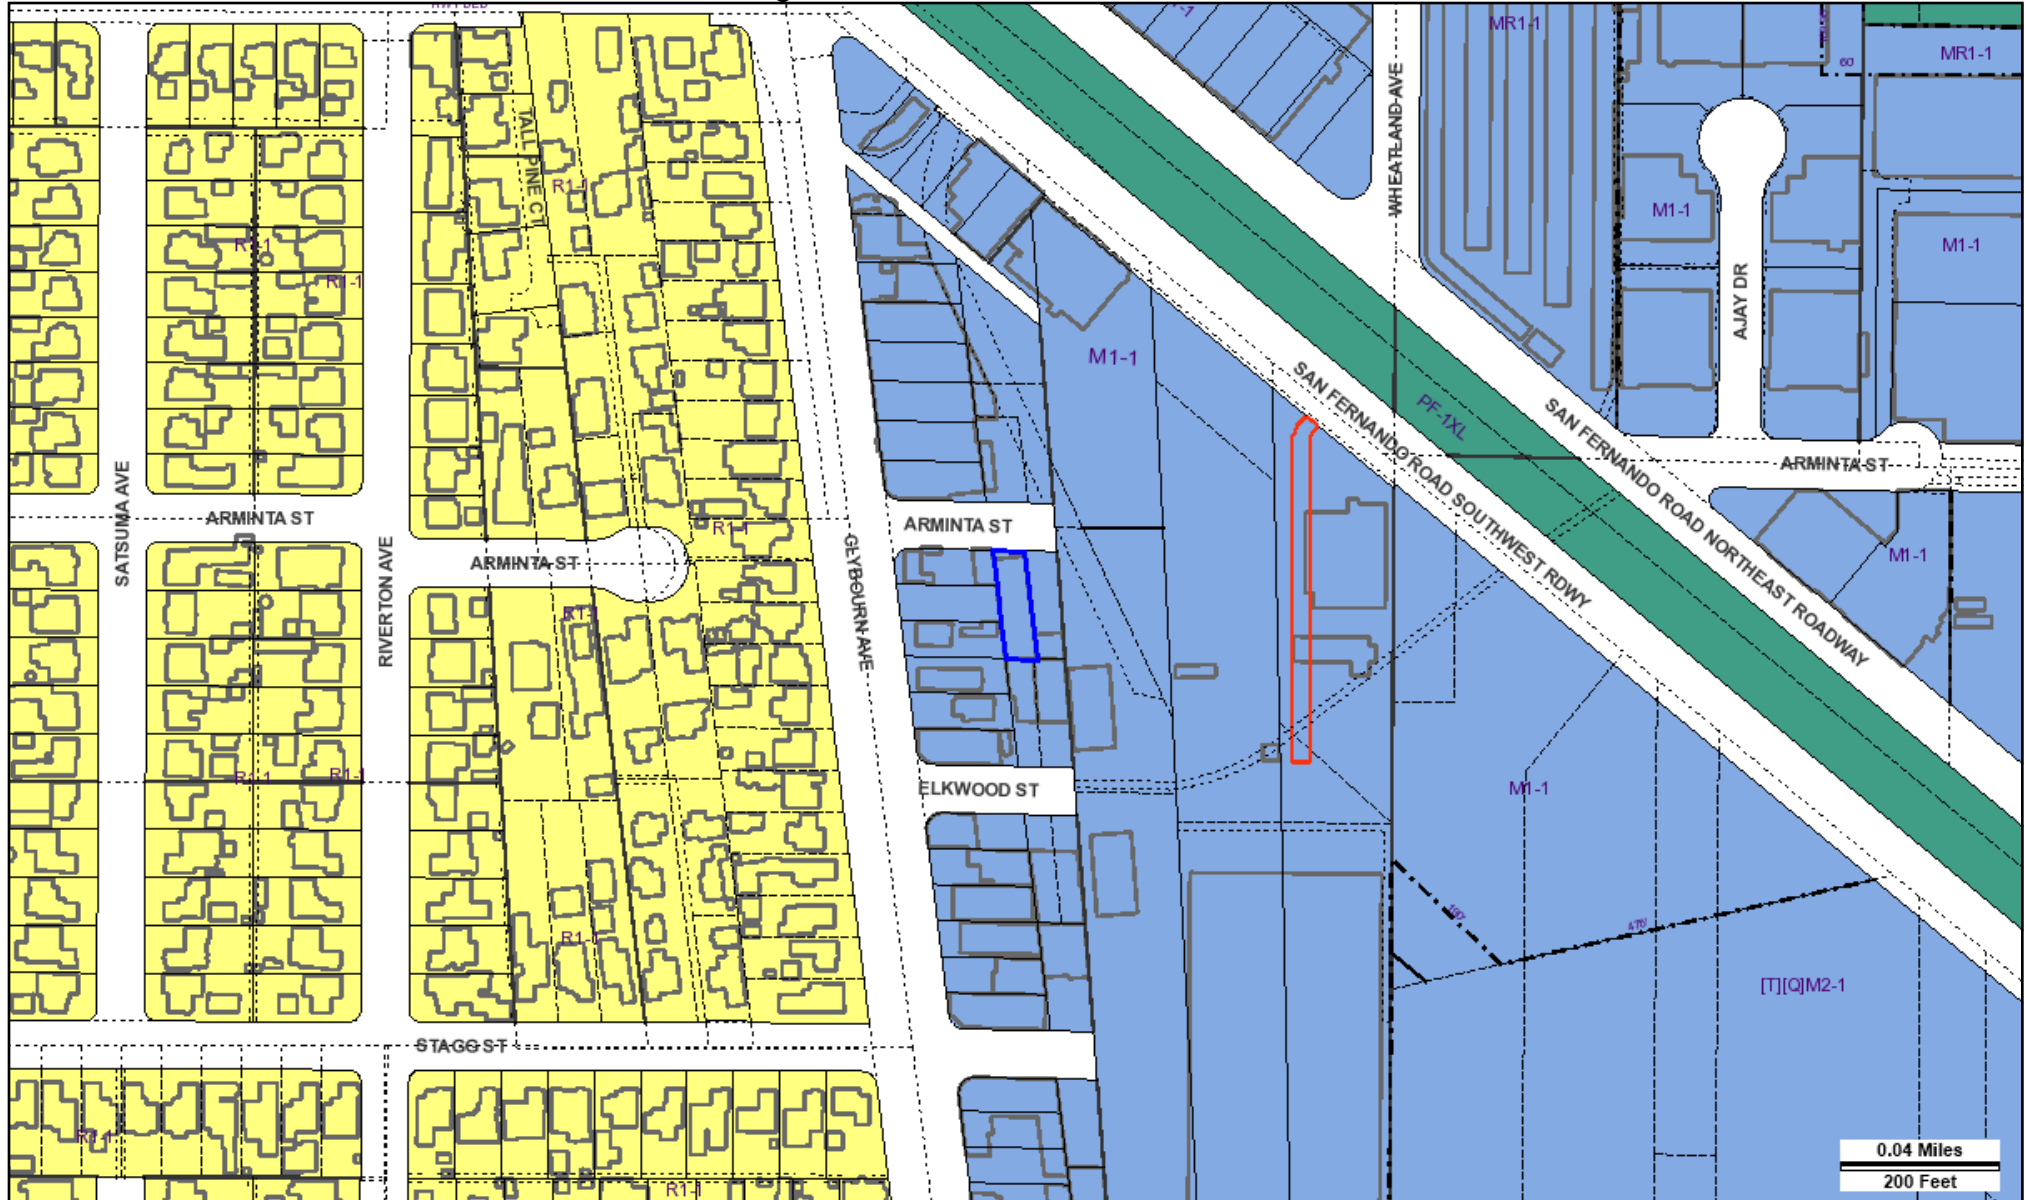 MR1-1
MR1-1
60'
WHEATLAND AVE
TALL PINE CT
R1-1
M1-1
M1-1
R1-1
R1-1
AJAY DR
M1-1
SAN FERNANDO ROAD SOUTHWEST RDWY
PF-1XL
SAN FERNANDO ROAD NORTHEAST ROADWAY
ARMINTA ST
SATSUMA AVE
ARMINTA ST
R1-1
ARMINTA ST
CLYBOURN AVE
RIVERTON AVE
ARMINTA ST
M1-1
R1-1
R1-1
R1-1
ELKWOOD ST
M1-1
100'
475'
R1-1
[T][Q]M2-1
STAGG ST
R1-1
R1-1
0.04 Miles
200 Feet